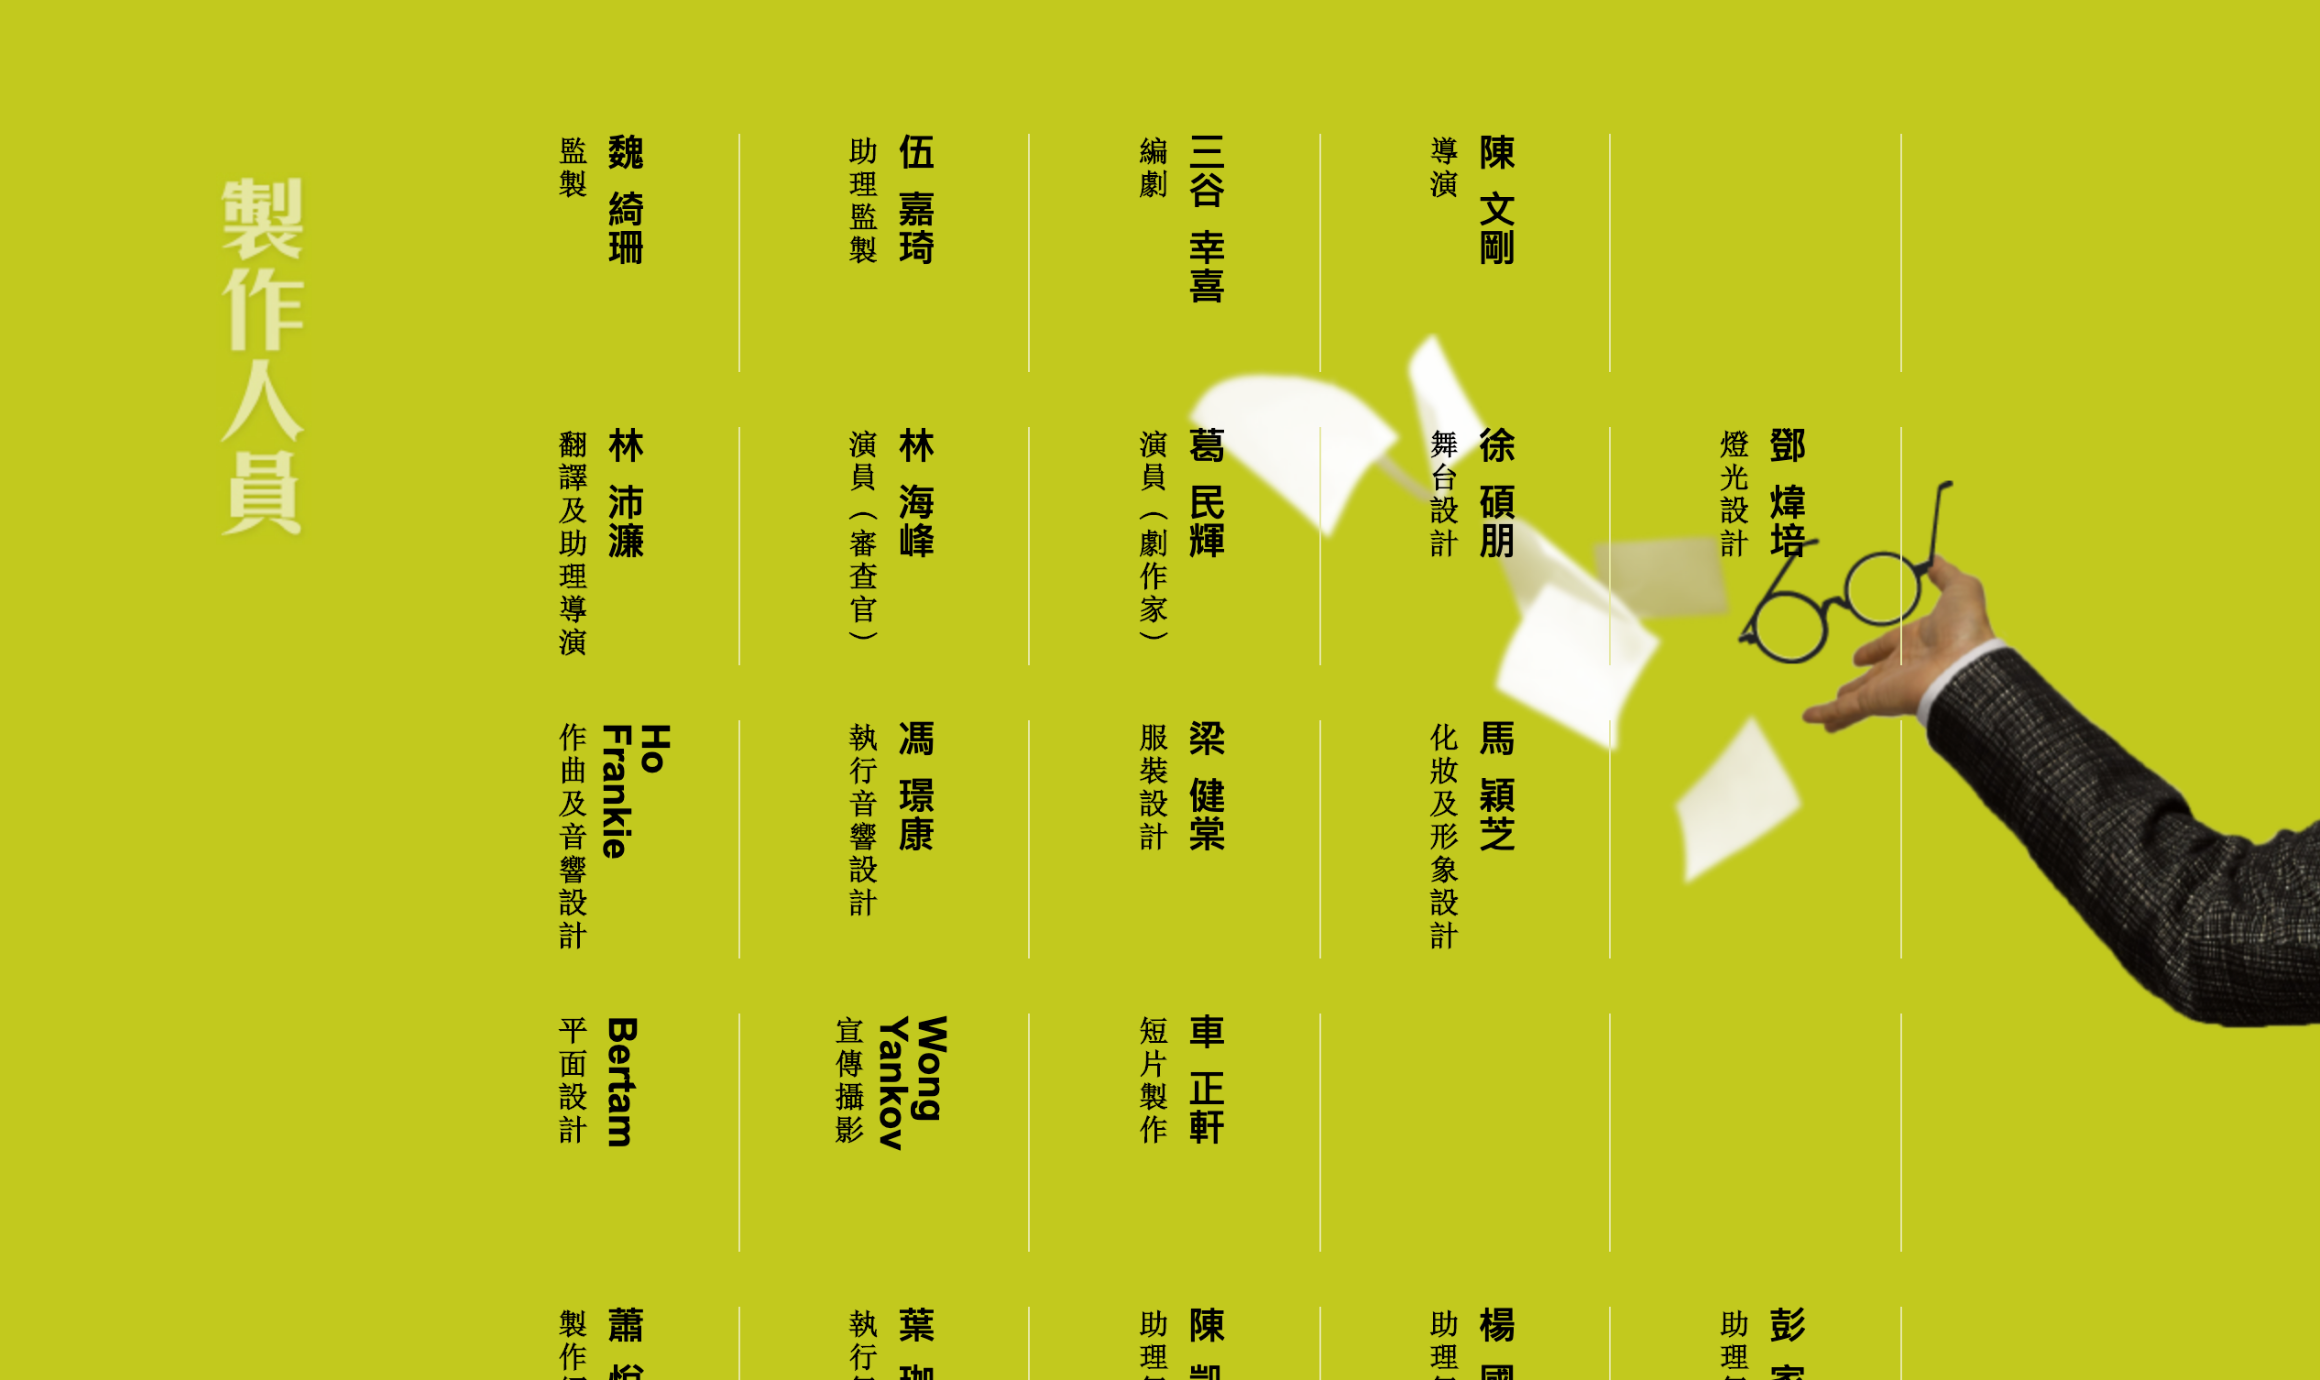 製作人員
魏 綺珊
監製
伍 嘉琦
助理監製
三谷 幸喜
編劇
陳 文剛
導演
林 沛濂
翻譯及助理導演
林 海峰
演員（審查官）
葛 民輝
演員（劇作家）
徐 碩朋
舞台設計
鄧 煒培
燈光設計
Ho
Frankie
作曲及音響設計
馮 璟康
執行音響設計
梁 健棠
服裝設計
馬 穎芝
化妝及形象設計
Bertam
平面設計
Wong
Yankov
宣傳攝影
車 正軒
短片製作
蕭
製作
葉
執行
陳
助理
楊
助理
彭
助理